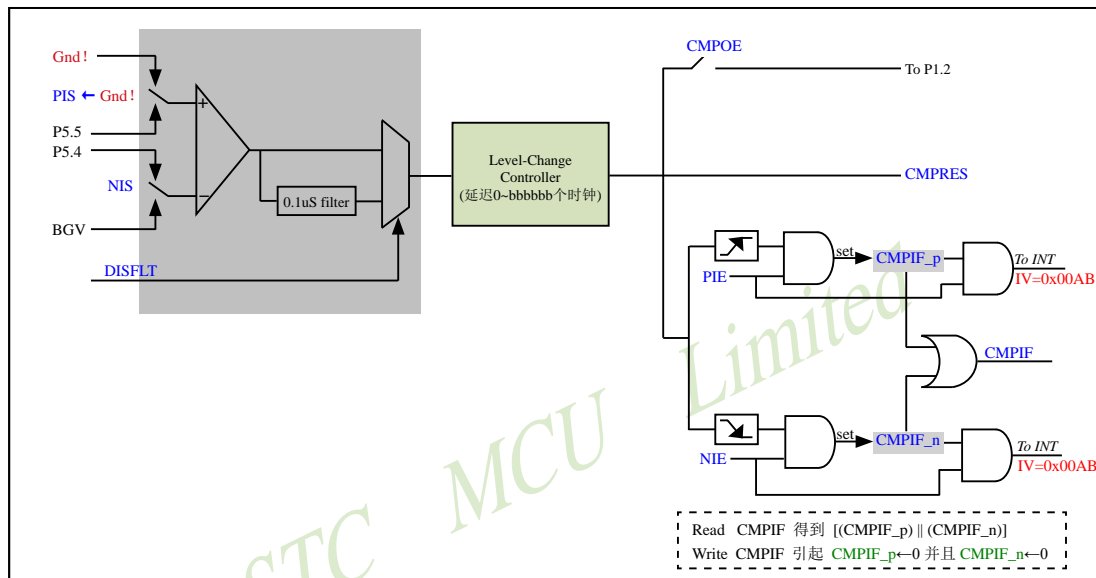 Gnd!
PIS ← Gnd!
P5.5
P5.4
NIS
BGV
DISFLT
+
−
0.1uS filter
Level-Change
Controller
(延迟0~bbbbbb个时钟)
CMPOE
To P1.2
CMPRES
PIE
set
CMPIF_p
To INT
IV=0x00AB
CMPIF
NIE
set
CMPIF_n
To INT
IV=0x00AB
Read CMPIF 得到 [(CMPIF_p) || (CMPIF_n)]
Write CMPIF 引起 CMPIF_p←0 并且 CMPIF_n←0
STC MCU Limited